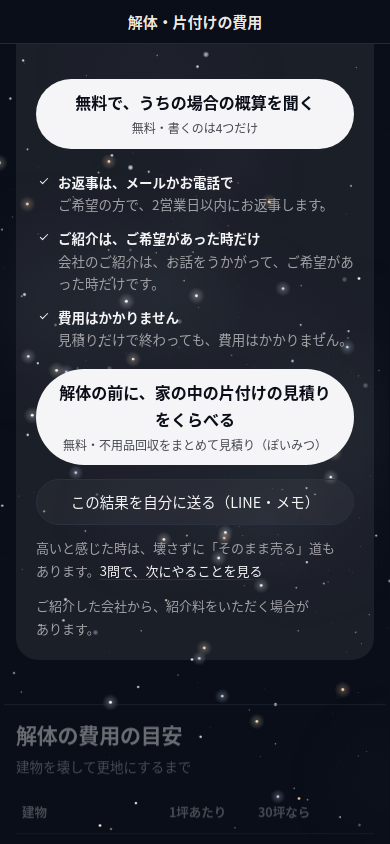 解体・片付けの費用
無料で、うちの場合の概算を聞く
無料・書くのは4つだけ
お返事は、メールかお電話で
ご希望の方で、2営業日以内にお返事します。
ご紹介は、ご希望があった時だけ
会社のご紹介は、お話をうかがって、ご希望があ
った時だけです。
費用はかかりません
見積りだけで終わっても、費用はかかりません。
解体の前に、家の中の片付けの見積り
をくらべる
無料・不用品回収をまとめて見積り（ぽいみつ）
この結果を自分に送る（LINE・メモ）
高いと感じた時は、壊さずに「そのまま売る」道も
あります。3問で、次にやることを見る
ご紹介した会社から、紹介料をいただく場合が
あります。
解体の費用の目安
建物を壊して更地にするまで
建物 1坪あたり 30坪なら